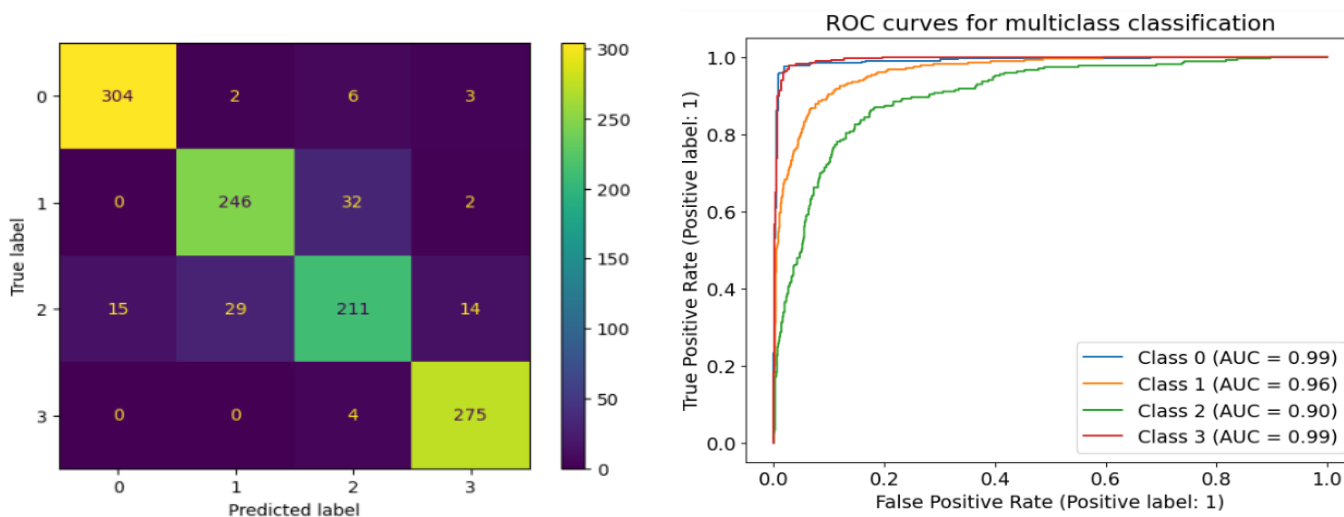 0
304 2 6 3
1
0 246 32 2
2
15 29 211 14
3
0 0 4 275
0 1 2 3
Predicted label
True label
300
250
200
150
100
50
0
ROC curves for multiclass classification
1.0
0.8
0.6
0.4
0.2
0.0
True Positive Rate (Positive label: 1)
Class 0 (AUC = 0.99)
Class 1 (AUC = 0.96)
Class 2 (AUC = 0.90)
Class 3 (AUC = 0.99)
0.0 0.2 0.4 0.6 0.8 1.0
False Positive Rate (Positive label: 1)